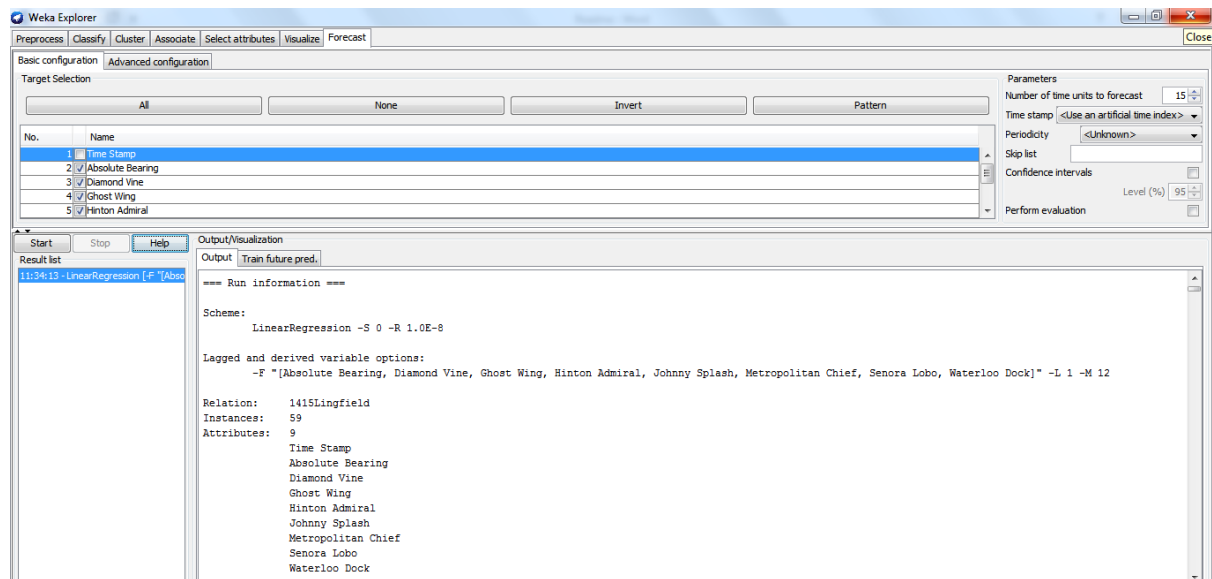 Weka Explorer
Close
Preprocess Classify Cluster Associate Select attributes Visualize Forecast
Basic configuration Advanced configuration
Target Selection
All None Invert Pattern
No. Name
1 Time Stamp
2 Absolute Bearing
3 Diamond Vine
4 Ghost Wing
5 Hinton Admiral
Parameters
Number of time units to forecast 15
Time stamp <Use an artificial time index>
Periodicity <Unknown>
Skip list
Confidence intervals
Level (%) 95
Perform evaluation
Start Stop Help
Result list
11:34:13 - LinearRegression [-F "[Abso
Output/Visualization
Output Train future pred.
=== Run information ===
Scheme:
LinearRegression -S 0 -R 1.0E-8
Lagged and derived variable options:
-F "[Absolute Bearing, Diamond Vine, Ghost Wing, Hinton Admiral, Johnny Splash, Metropolitan Chief, Senora Lobo, Waterloo Dock]" -L 1 -M 12
Relation: 1415Lingfield
Instances: 59
Attributes: 9
Time Stamp
Absolute Bearing
Diamond Vine
Ghost Wing
Hinton Admiral
Johnny Splash
Metropolitan Chief
Senora Lobo
Waterloo Dock